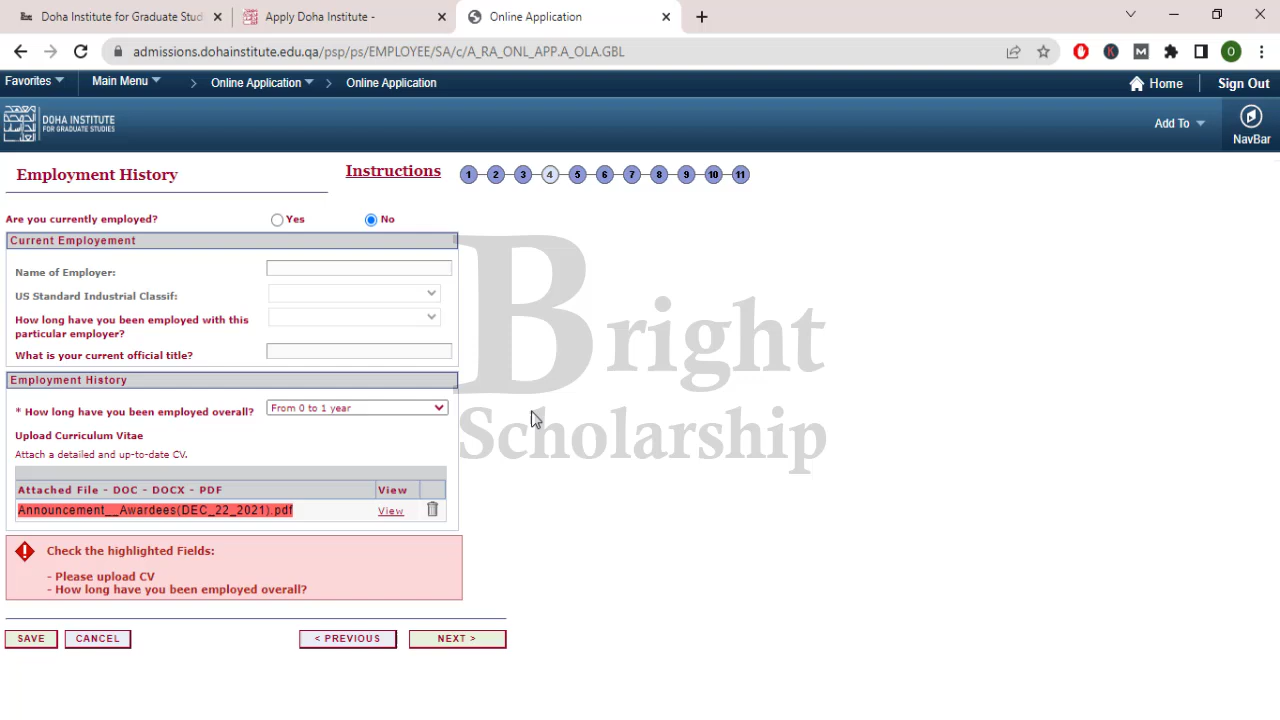 Doha Institute for Graduate Studi
Apply Doha Institute -
Online Application
admissions.dohainstitute.edu.qa/psp/ps/EMPLOYEE/SA/c/A_RA_ONL_APP.A_OLA.GBL
K
M
O
Favorites
Main Menu
Online Application
Online Application
Home
Sign Out
DOHA INSTITUTE
FOR GRADUATE STUDIES
Add To
NavBar
Employment History
Instructions
1 2 3 4 5 6 7 8 9 10 11
Are you currently employed?
Yes
No
Current Employement
Name of Employer:
US Standard Industrial Classif:
How long have you been employed with this
particular employer?
What is your current official title?
Employment History
* How long have you been employed overall?
From 0 to 1 year
Upload Curriculum Vitae
Attach a detailed and up-to-date CV.
Attached File - DOC - DOCX - PDF
View
Announcement__Awardees(DEC_22_2021).pdf
View
Check the highlighted Fields:
- Please upload CV
- How long have you been employed overall?
SAVE
CANCEL
< PREVIOUS
NEXT >
Bright
Scholarship